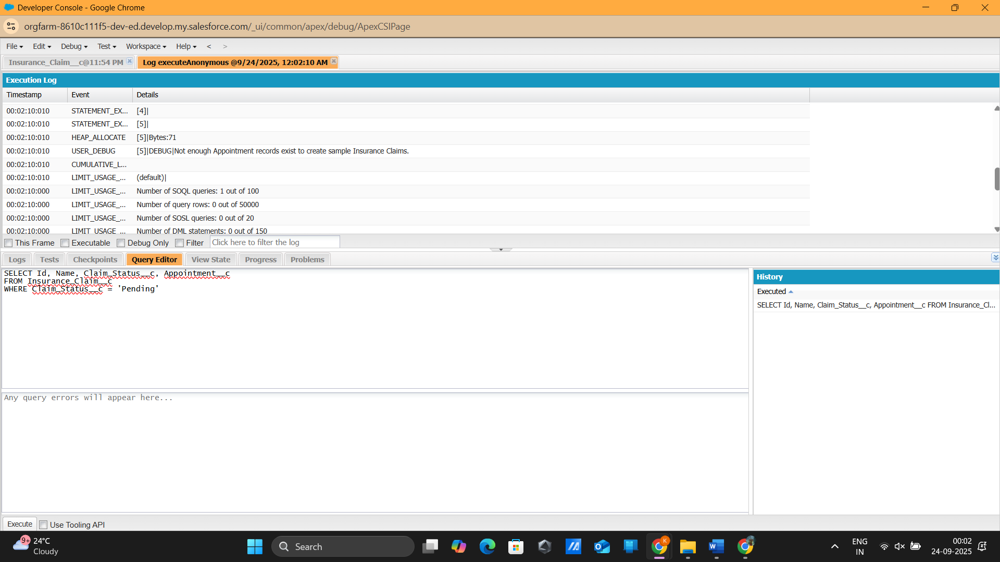 Developer Console - Google Chrome
orgfarm-8610c111f5-dev-ed.develop.my.salesforce.com/_ui/common/apex/debug/ApexCSIPage
File Edit Debug Test Workspace Help < >
Insurance_Claim__c@11:54 PM Log executeAnonymous @9/24/2025, 12:02:10 AM
Execution Log
Timestamp Event Details
00:02:10:010 STATEMENT_EX... [4]|
00:02:10:010 STATEMENT_EX... [5]|
00:02:10:010 HEAP_ALLOCATE [5]|Bytes:71
00:02:10:010 USER_DEBUG [5]|DEBUG|Not enough Appointment records exist to create sample Insurance Claims.
00:02:10:010 CUMULATIVE_L...
00:02:10:010 LIMIT_USAGE_... (default)|
00:02:10:000 LIMIT_USAGE_... Number of SOQL queries: 1 out of 100
00:02:10:000 LIMIT_USAGE_... Number of query rows: 0 out of 50000
00:02:10:000 LIMIT_USAGE_... Number of SOSL queries: 0 out of 20
00:02:10:000 LIMIT_USAGE_... Number of DML statements: 0 out of 150
This Frame Executable Debug Only Filter Click here to filter the log
Logs Tests Checkpoints Query Editor View State Progress Problems
SELECT Id, Name, Claim_Status__c, Appointment__c
FROM Insurance_Claim__c
WHERE Claim_Status__c = 'Pending'
History
Executed
SELECT Id, Name, Claim_Status__c, Appointment__c FROM Insurance_Cl...
Any query errors will appear here...
Execute Use Tooling API
9+ 24°C
Cloudy
Search
K
ENG
IN
00:02
24-09-2025